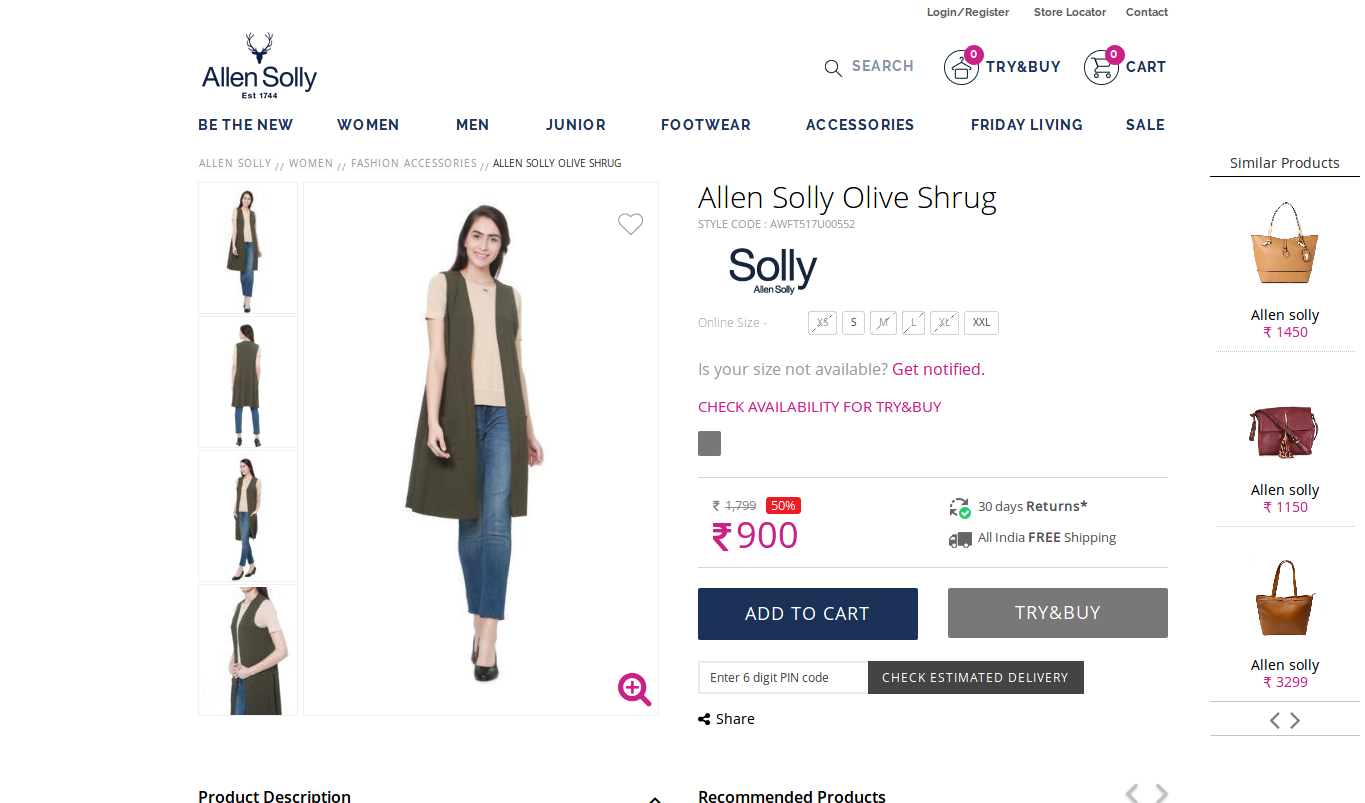 Login/Register Store Locator Contact
Allen Solly
Est 1744
SEARCH
0
TRY&BUY
0
CART
BE THE NEW WOMEN MEN JUNIOR FOOTWEAR ACCESSORIES FRIDAY LIVING SALE
ALLEN SOLLY // WOMEN // FASHION ACCESSORIES // ALLEN SOLLY OLIVE SHRUG
Allen Solly Olive Shrug
STYLE CODE : AWFT517U00552
Solly
Allen Solly
Online Size - XS S M L XL XXL
Is your size not available? Get notified.
CHECK AVAILABILITY FOR TRY&BUY
₹ 1,799 50%
₹900
30 days Returns*
All India FREE Shipping
ADD TO CART
TRY&BUY
Enter 6 digit PIN code
CHECK ESTIMATED DELIVERY
Share
Similar Products
Allen solly
₹ 1450
Allen solly
₹ 1150
Allen solly
₹ 3299
Product Description
Recommended Products